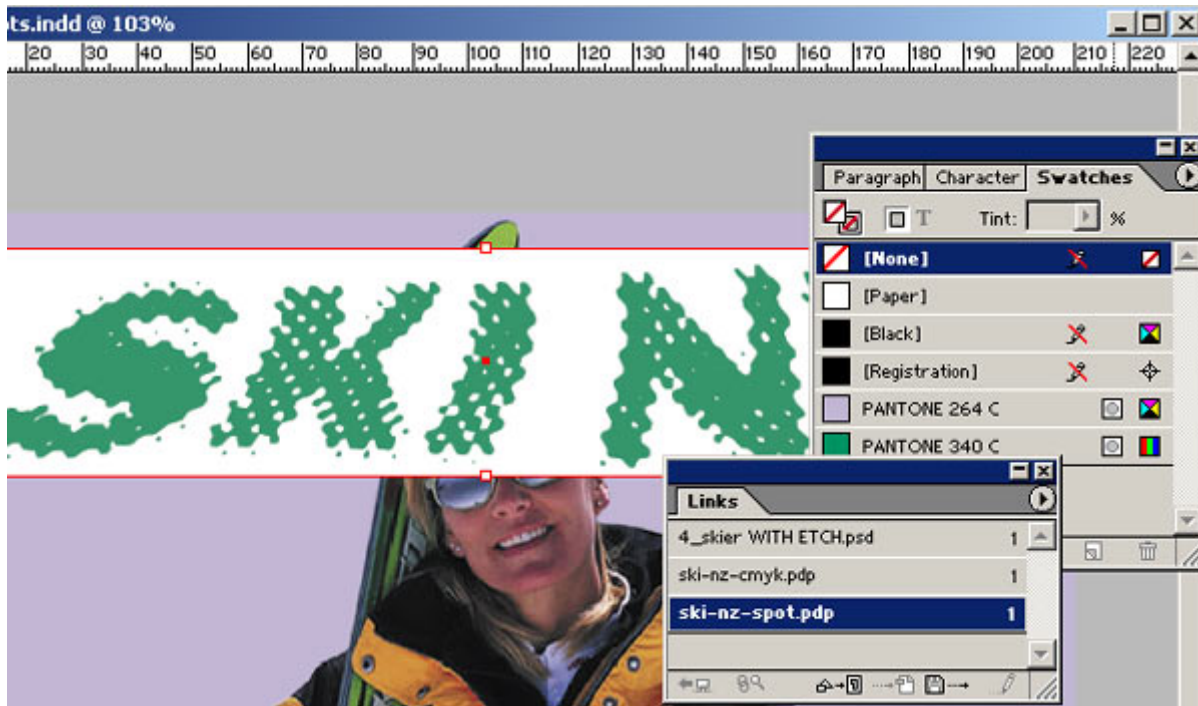 ts.indd @ 103%
20 30 40 50 60 70 80 90 100 110 120 130 140 150 160 170 180 190 200 210 220
Paragraph Character Swatches
T Tint: %
[None]
[Paper]
[Black]
[Registration]
PANTONE 264 C
PANTONE 340 C
SKI N
Links
4_skier WITH ETCH.psd 1
ski-nz-cmyk.pdp 1
ski-nz-spot.pdp 1